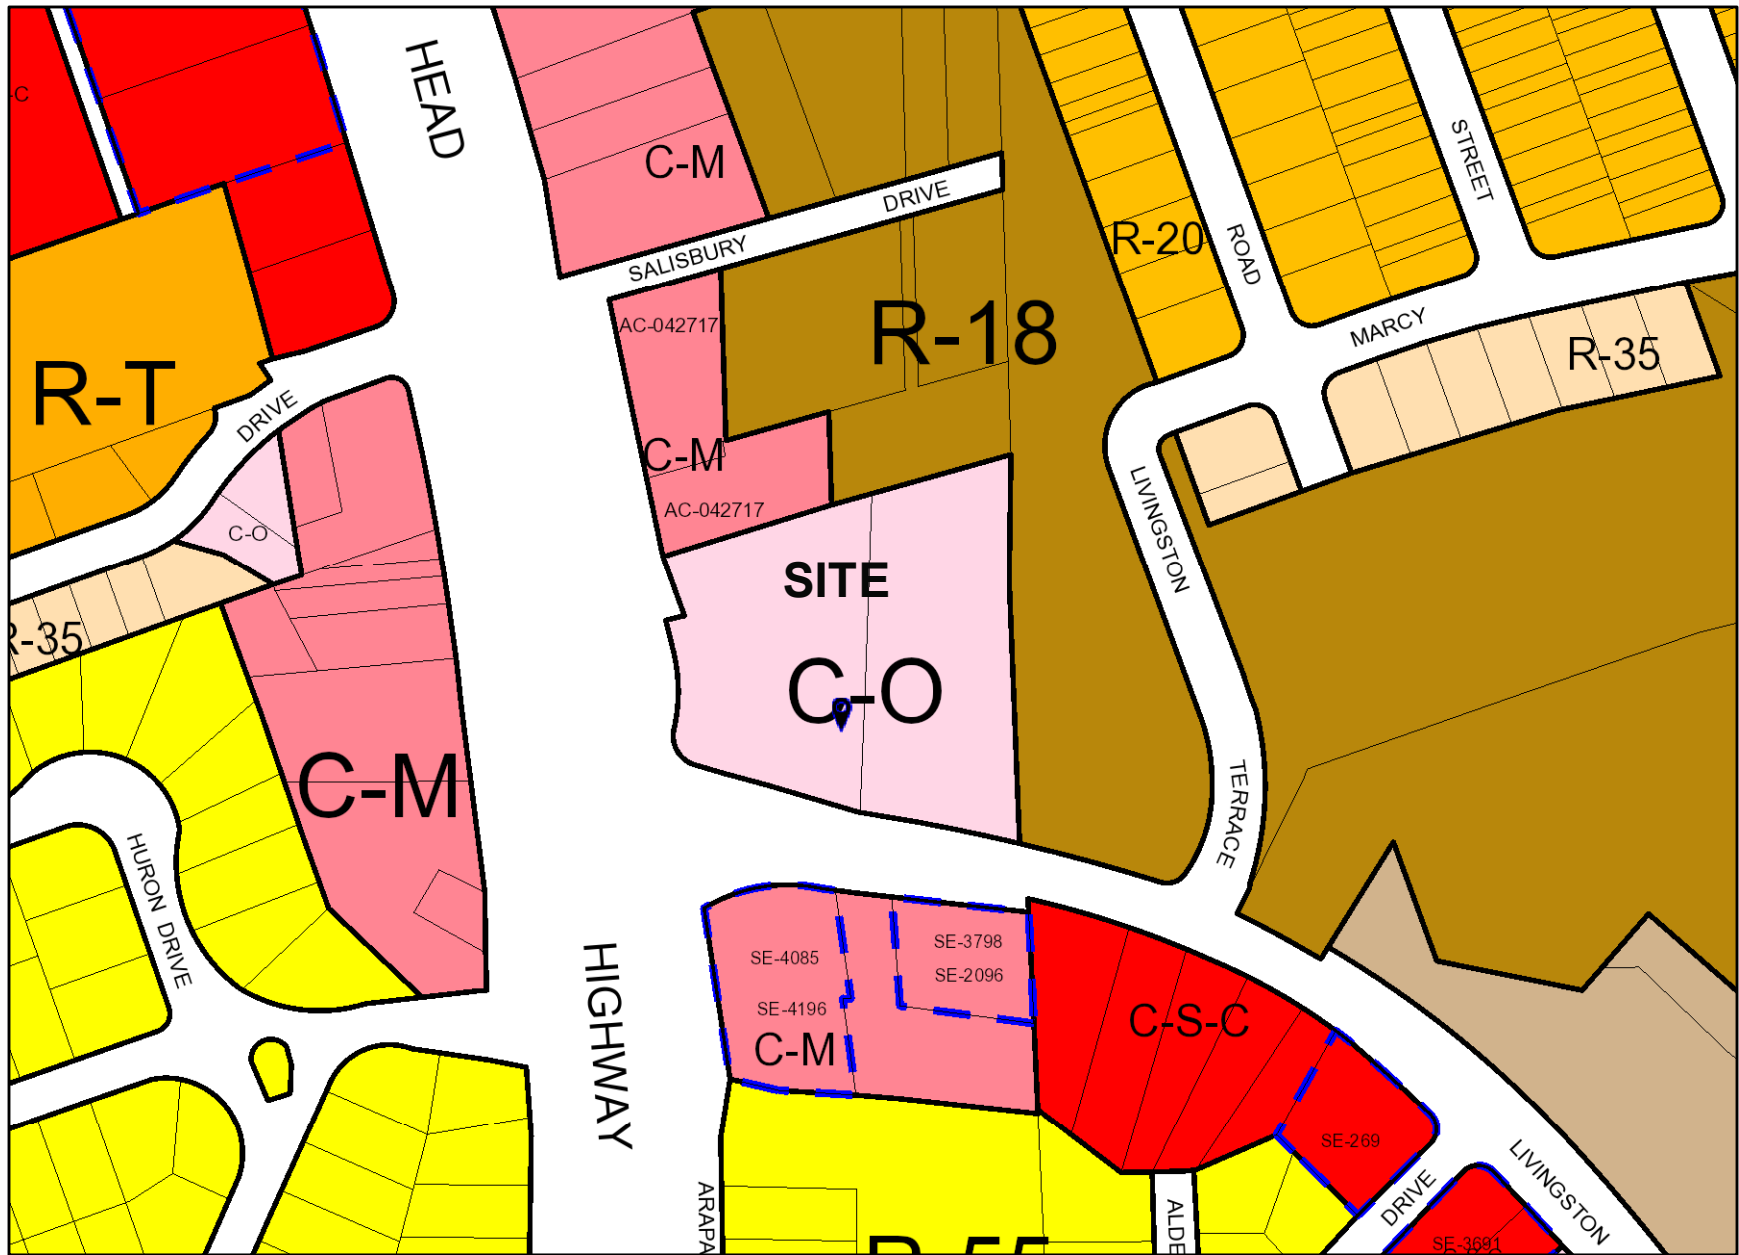 -C
HEAD
C-M
DRIVE
SALISBURY
STREET
R-20
ROAD
AC-042717
R-18
MARCY
R-35
R-T
DRIVE
C-M
AC-042717
LIVINGSTON
C-O
SITE
R-35
C-O
C-M
TERRACE
HURON DRIVE
SE-4085
SE-3798
SE-2096
SE-4196
C-M
C-S-C
HIGHWAY
SE-269
LIVINGSTON
DRIVE
ARAPA
ALDE
R-55
SE-3691